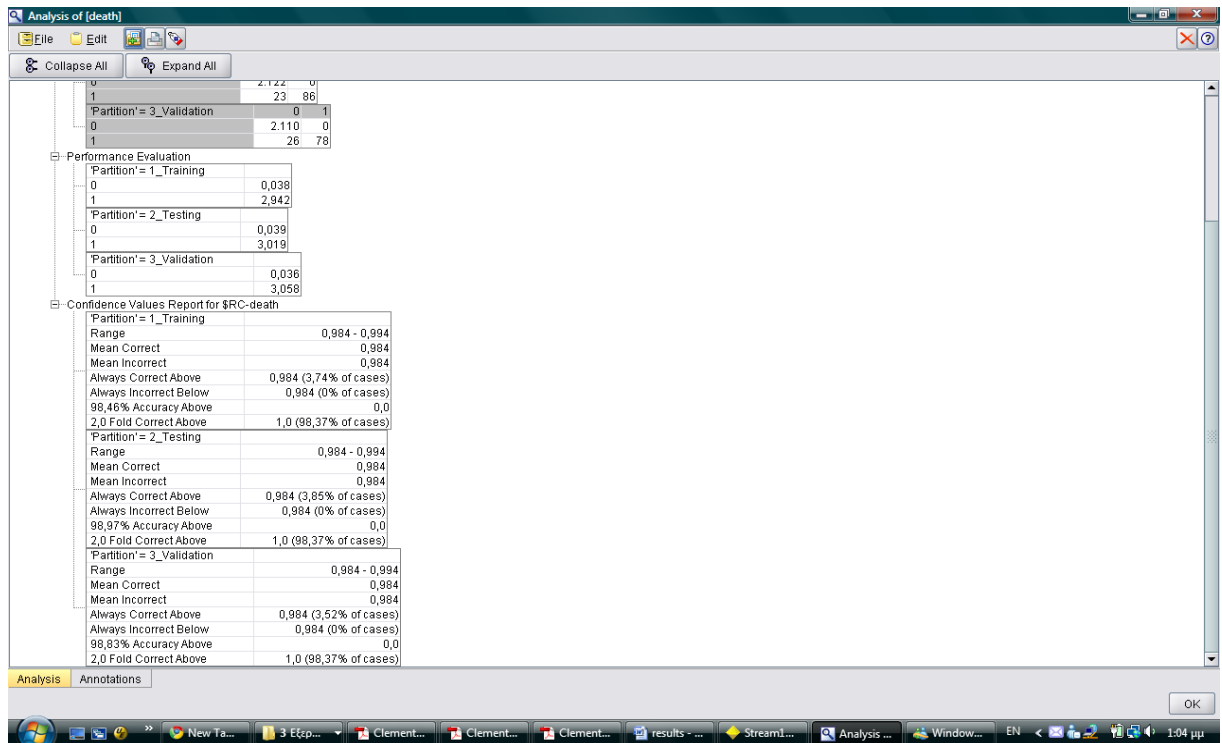 Analysis of [death]
File Edit
Collapse All Expand All
0 2.122 0
1 23 86
'Partition' = 3_Validation 0 1
0 2.110 0
1 26 78
Performance Evaluation
'Partition' = 1_Training
0 0,038
1 2,942
'Partition' = 2_Testing
0 0,039
1 3,019
'Partition' = 3_Validation
0 0,036
1 3,058
Confidence Values Report for $RC-death
'Partition' = 1_Training
Range 0,984 - 0,994
Mean Correct 0,984
Mean Incorrect 0,984
Always Correct Above 0,984 (3,74% of cases)
Always Incorrect Below 0,984 (0% of cases)
98,46% Accuracy Above 0,0
2,0 Fold Correct Above 1,0 (98,37% of cases)
'Partition' = 2_Testing
Range 0,984 - 0,994
Mean Correct 0,984
Mean Incorrect 0,984
Always Correct Above 0,984 (3,85% of cases)
Always Incorrect Below 0,984 (0% of cases)
98,97% Accuracy Above 0,0
2,0 Fold Correct Above 1,0 (98,37% of cases)
'Partition' = 3_Validation
Range 0,984 - 0,994
Mean Correct 0,984
Mean Incorrect 0,984
Always Correct Above 0,984 (3,52% of cases)
Always Incorrect Below 0,984 (0% of cases)
98,83% Accuracy Above 0,0
2,0 Fold Correct Above 1,0 (98,37% of cases)
Analysis Annotations
OK
New Ta... 3 Εξερ... Clement... Clement... Clement... results - ... Stream1... Analysis ... Window... EN 1:04 μμ